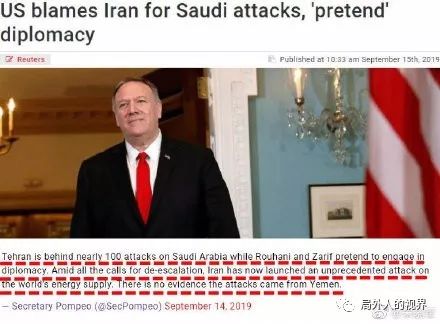 US blames Iran for Saudi attacks, 'pretend'
diplomacy
Reuters
Published at 10:33 am September 15th, 2019
Tehran is behind nearly 100 attacks on Saudi Arabia while Rouhani and Zarif pretend to engage in
diplomacy. Amid all the calls for de-escalation, Iran has now launched an unprecedented attack on
the world's energy supply. There is no evidence the attacks came from Yemen.
— Secretary Pompeo (@SecPompeo) September 14, 2019
局外人的视界